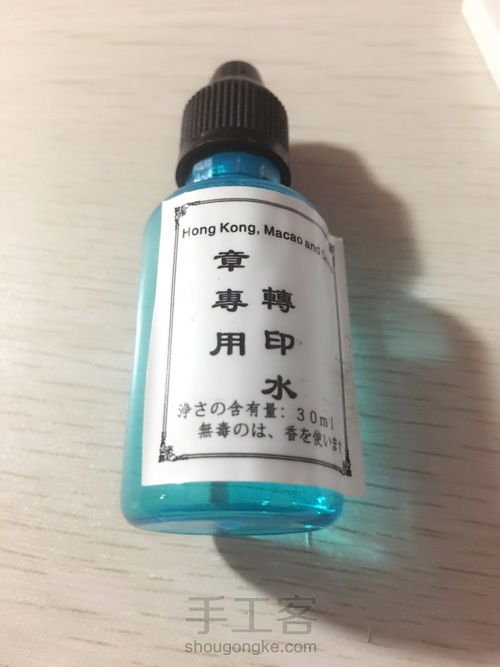 Hong Kong, Macao and
章專用
轉印水
浄さの含有量: 30ml
無毒のは、香を使いま
手工客
shougongke.com